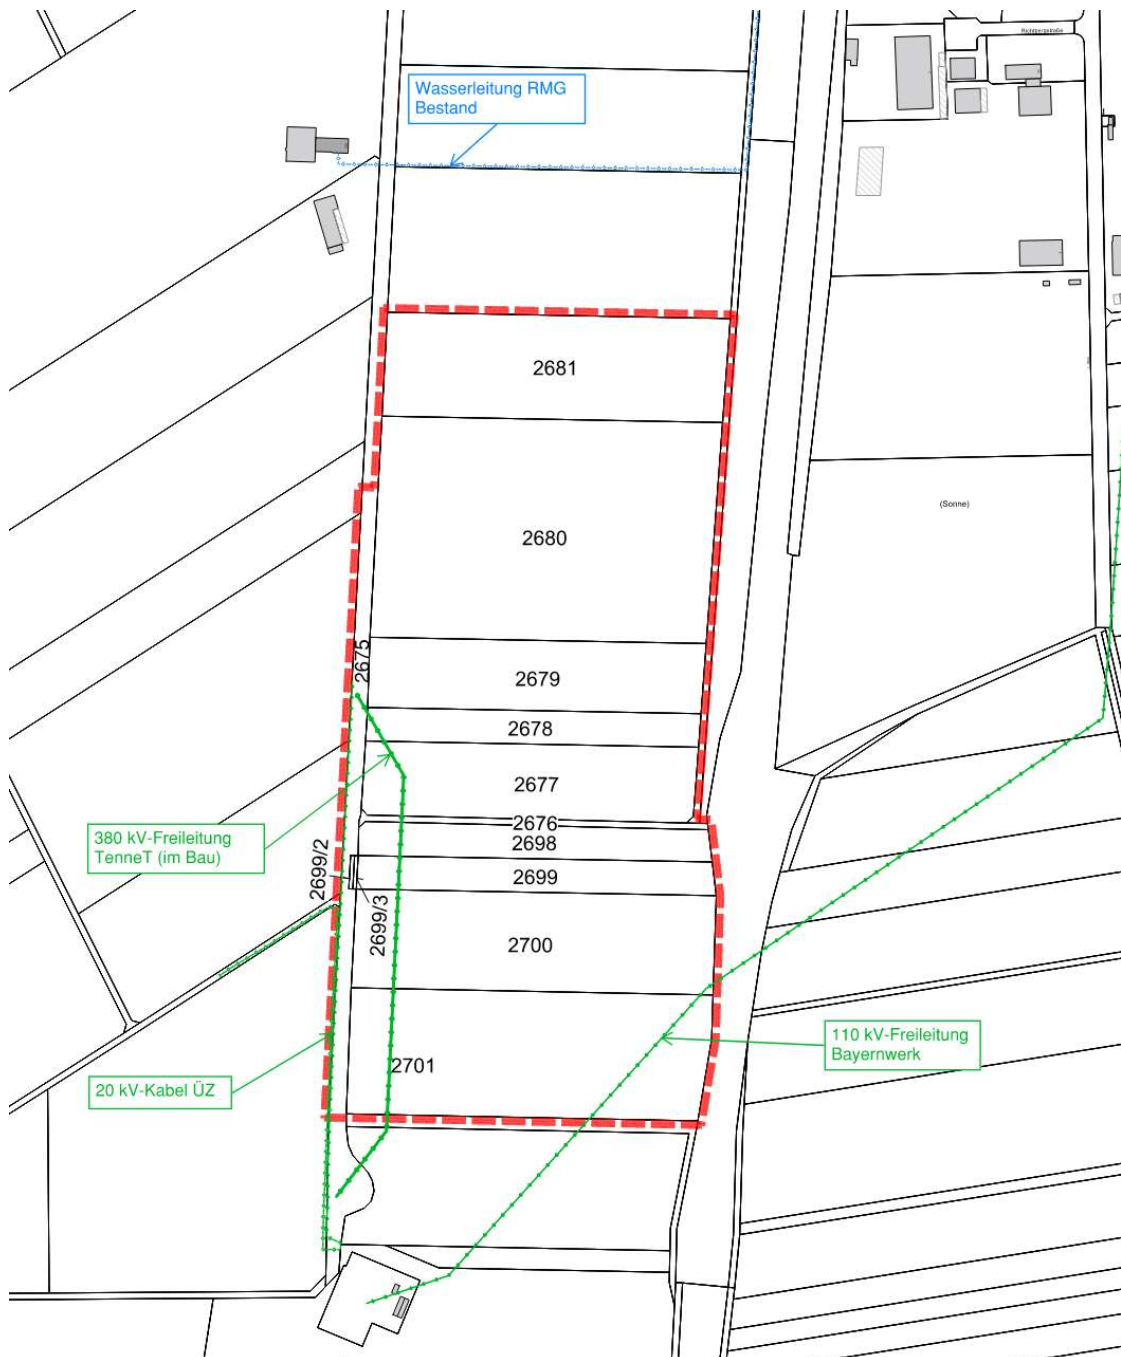 Richtbergstraße
Wasserleitung RMG
Bestand
2681
(Sonne)
2680
2675
2679
2678
2677
380 kV-Freileitung
TenneT (im Bau)
2676
2698
2699/2
2699
2699/3
2700
110 kV-Freileitung
Bayernwerk
2701
20 kV-Kabel ÜZ